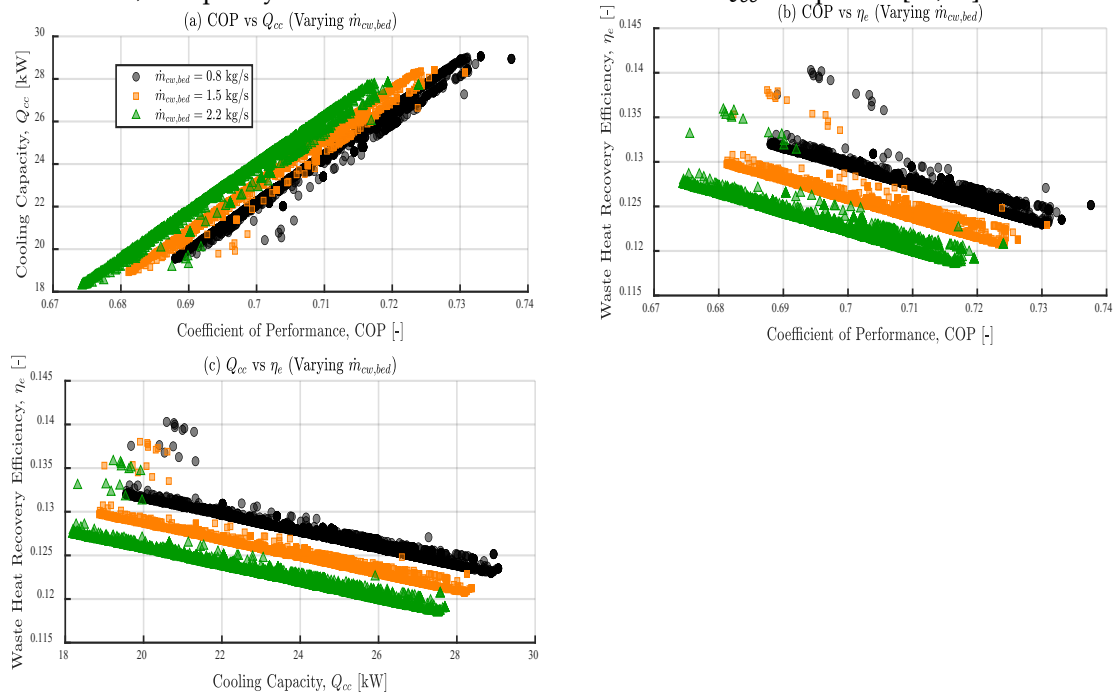 (a) COP vs Q_cc (Varying ṁ_cw,bed)
30
28
26
24
22
20
18
Cooling Capacity, Q_cc [kW]
ṁ_cw,bed = 0.8 kg/s
ṁ_cw,bed = 1.5 kg/s
ṁ_cw,bed = 2.2 kg/s
0.67 0.68 0.69 0.7 0.71 0.72 0.73 0.74
Coefficient of Performance, COP [-]
(b) COP vs η_e (Varying ṁ_cw,bed)
0.145
0.14
0.135
0.13
0.125
0.12
0.115
Waste Heat Recovery Efficiency, η_e [-]
0.67 0.68 0.69 0.7 0.71 0.72 0.73 0.74
Coefficient of Performance, COP [-]
(c) Q_cc vs η_e (Varying ṁ_cw,bed)
0.145
0.14
0.135
0.13
0.125
0.12
0.115
Waste Heat Recovery Efficiency, η_e [-]
18 20 22 24 26 28 30
Cooling Capacity, Q_cc [kW]